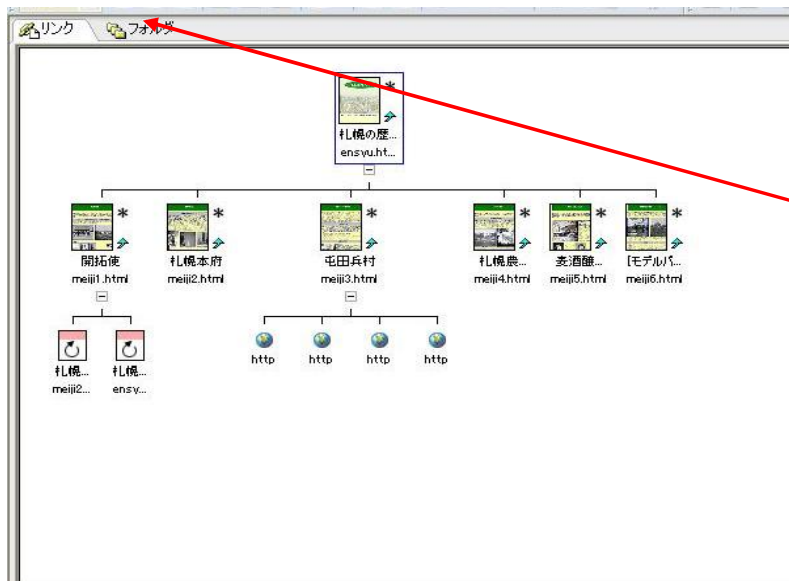 リンク
フォルダ
札幌の歴...
ensyu.ht...
開拓使
meiji1.html
札幌本府
meiji2.html
屯田兵村
meiji3.html
札幌農...
meiji4.html
麦酒醸...
meiji5.html
[モデルバ...
meiji6.html
札幌...
meiji2...
札幌...
ensy...
http
http
http
http